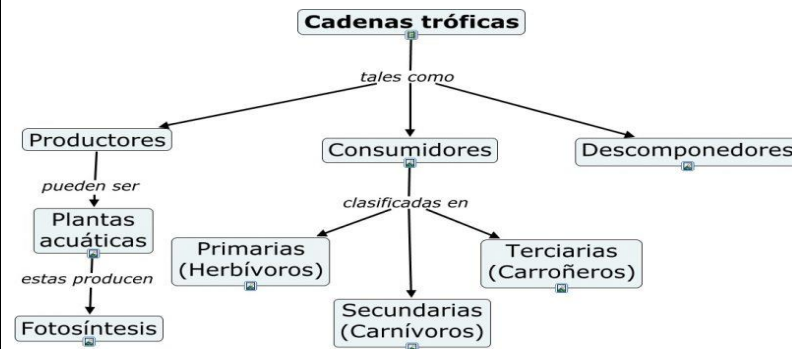 Cadenas tróficas
tales como
Productores
Consumidores
Descomponedores
pueden ser
clasificadas en
Plantas
acuáticas
Primarias
(Herbívoros)
Terciarias
(Carroñeros)
estas producen
Secundarias
(Carnívoros)
Fotosíntesis